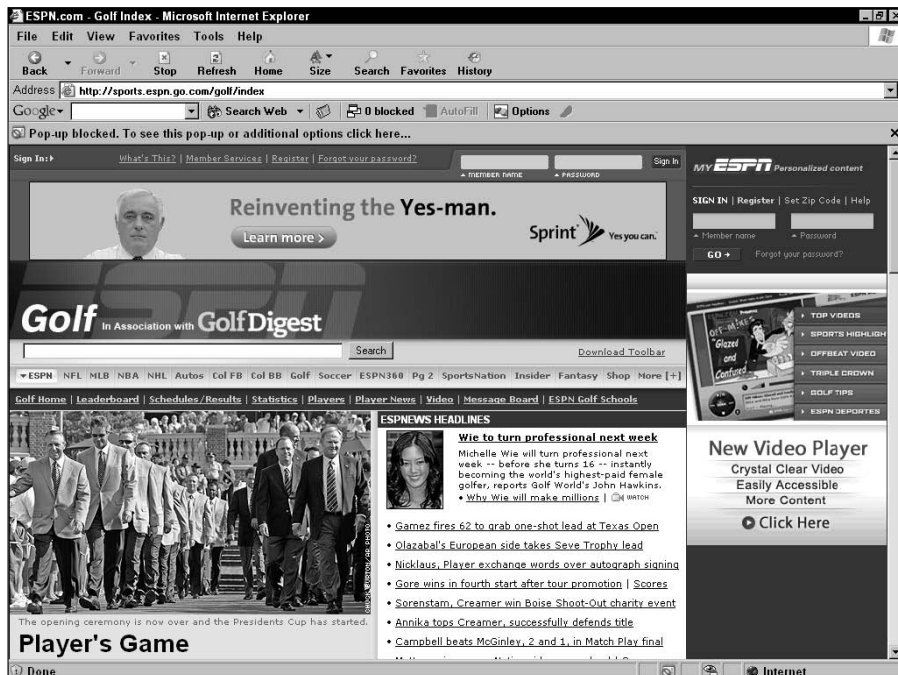 ESPN.com - Golf Index - Microsoft Internet Explorer
File Edit View Favorites Tools Help
Back Forward Stop Refresh Home Size Search Favorites History
Address http://sports.espn.go.com/golf/index
Google Search Web 0 blocked AutoFill Options
Pop-up blocked. To see this pop-up or additional options click here...
Sign In: What's This? | Member Services | Register | Forgot your password? Sign In
MEMBER NAME PASSWORD
MY ESPN Personalized content
SIGN IN | Register | Set Zip Code | Help
Member name Password
GO Forgot your password?
Reinventing the Yes-man.
Learn more >
Sprint Yes you can.
ESPN
Golf In Association with GolfDigest
Search Download Toolbar
ESPN NFL MLB NBA NHL Autos Col FB Col BB Golf Soccer ESPN360 Pg 2 SportsNation Insider Fantasy Shop More [+]
Golf Home | Leaderboard | Schedules/Results | Statistics | Players | Player News | Video | Message Board | ESPN Golf Schools
OFF-MIKES
"Glazed
and
Confused
TOP VIDEOS
SPORTS HIGHLIGH
OFFBEAT VIDEO
TRIPLE CROWN
GOLF TIPS
ESPN DEPORTES
New Video Player
Crystal Clear Video
Easily Accessible
More Content
Click Here
CHUCK BURTON/AP PHOTO
The opening ceremony is now over and the Presidents Cup has started.
Player's Game
ESPNEWS HEADLINES
Wie to turn professional next week
Michelle Wie will turn professional next
week -- before she turns 16 -- instantly
becoming the world's highest-paid female
golfer, reports Golf World's John Hawkins.
• Why Wie will make millions | WATCH
• Gamez fires 62 to grab one-shot lead at Texas Open
• Olazabal's European side takes Seve Trophy lead
• Nicklaus, Player exchange words over autograph signing
• Gore wins in fourth start after tour promotion | Scores
• Sorenstam, Creamer win Boise Shoot-Out charity event
• Annika tops Creamer, successfully defends title
• Campbell beats McGinley, 2 and 1, in Match Play final
Done Internet